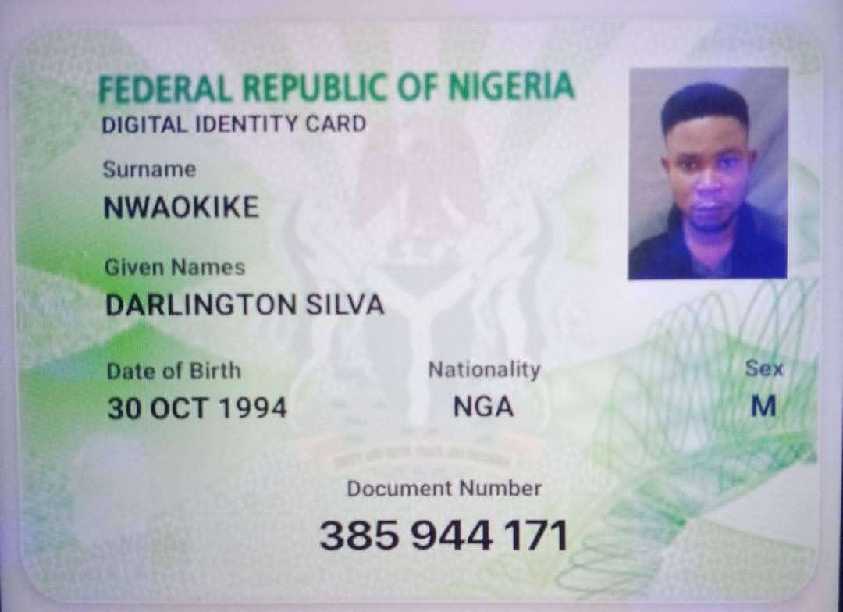 FEDERAL REPUBLIC OF NIGERIA
DIGITAL IDENTITY CARD
Surname
NWAOKIKE
Given Names
DARLINGTON SILVA
Date of Birth
Nationality
Sex
30 OCT 1994
NGA
M
Document Number
385 944 171